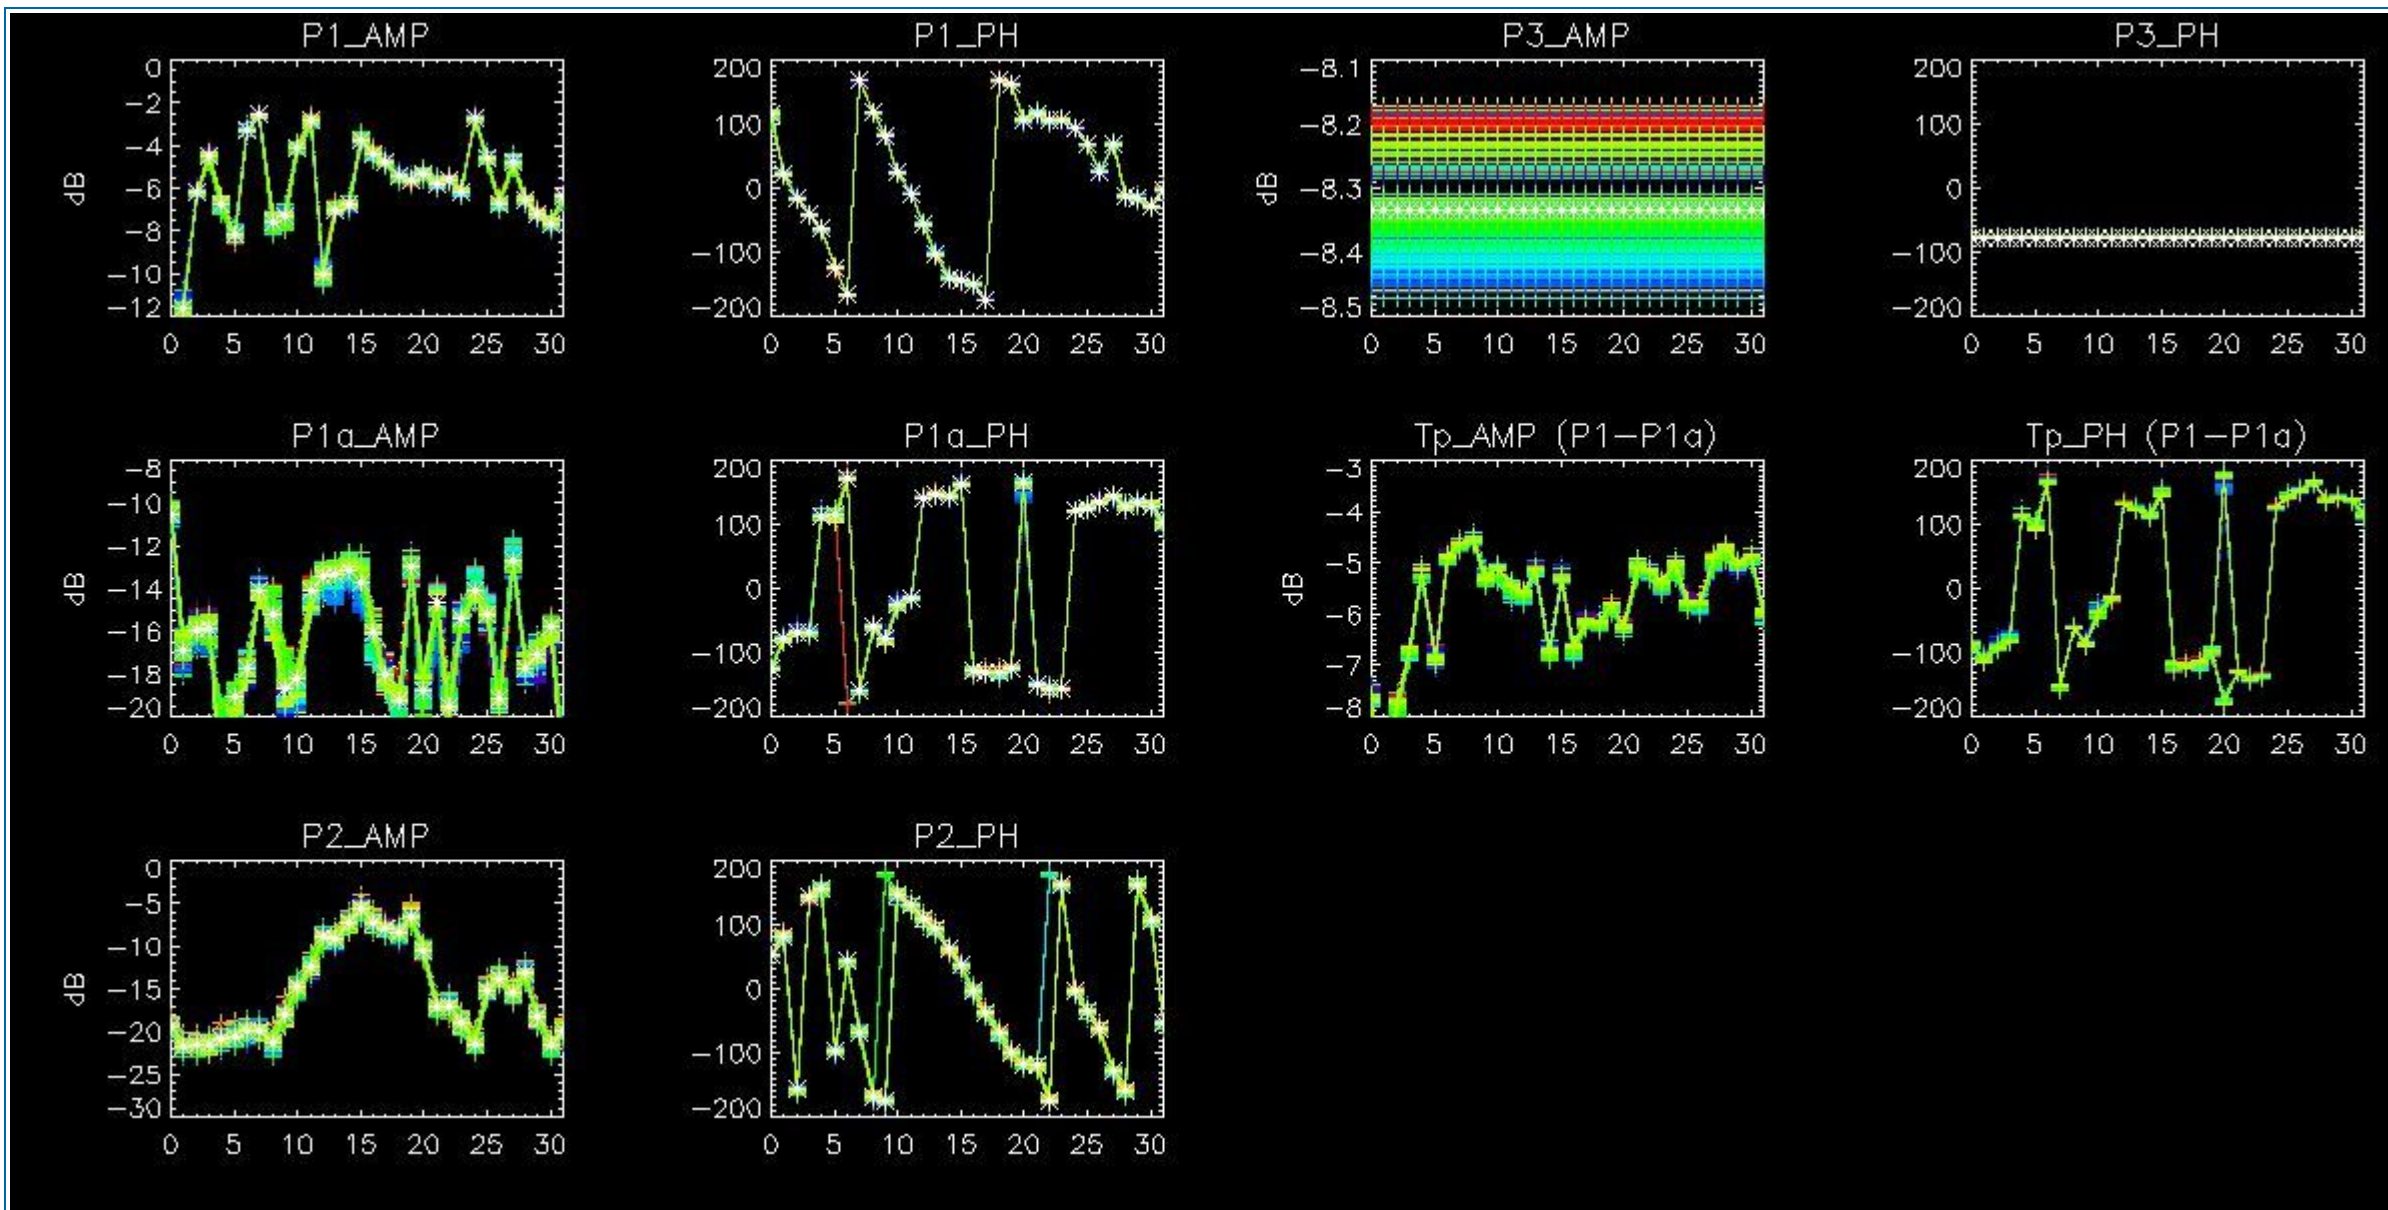 P1_AMP
P1_PH
P3_AMP
P3_PH
0
−2
−4
−6
−8
−10
−12
dB
0 5 10 15 20 25 30
200
100
0
−100
−200
0 5 10 15 20 25 30
−8.1
−8.2
−8.3
−8.4
−8.5
dB
0 5 10 15 20 25 30
200
100
0
−100
−200
0 5 10 15 20 25 30
P1a_AMP
P1a_PH
Tp_AMP (P1−P1a)
Tp_PH (P1−P1a)
−8
−10
−12
−14
−16
−18
−20
dB
0 5 10 15 20 25 30
200
100
0
−100
−200
0 5 10 15 20 25 30
−3
−4
−5
−6
−7
−8
dB
0 5 10 15 20 25 30
200
100
0
−100
−200
0 5 10 15 20 25 30
P2_AMP
P2_PH
0
−5
−10
−15
−20
−25
−30
dB
0 5 10 15 20 25 30
200
100
0
−100
−200
0 5 10 15 20 25 30